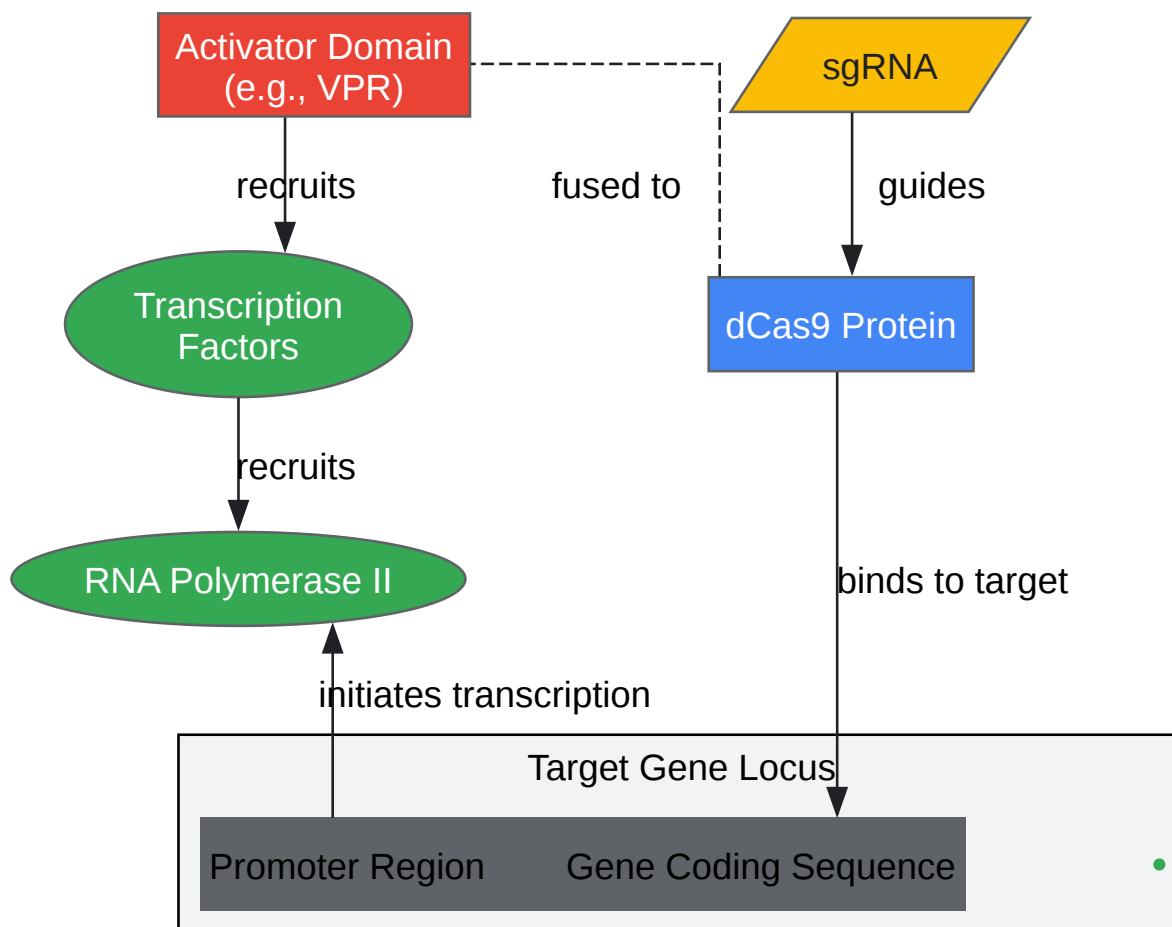 Activator Domain
(e.g., VPR)
sgRNA
recruits
fused to
guides
Transcription
Factors
dCas9 Protein
recruits
RNA Polymerase II
binds to target
initiates transcription
Target Gene Locus
Promoter Region
Gene Coding Sequence